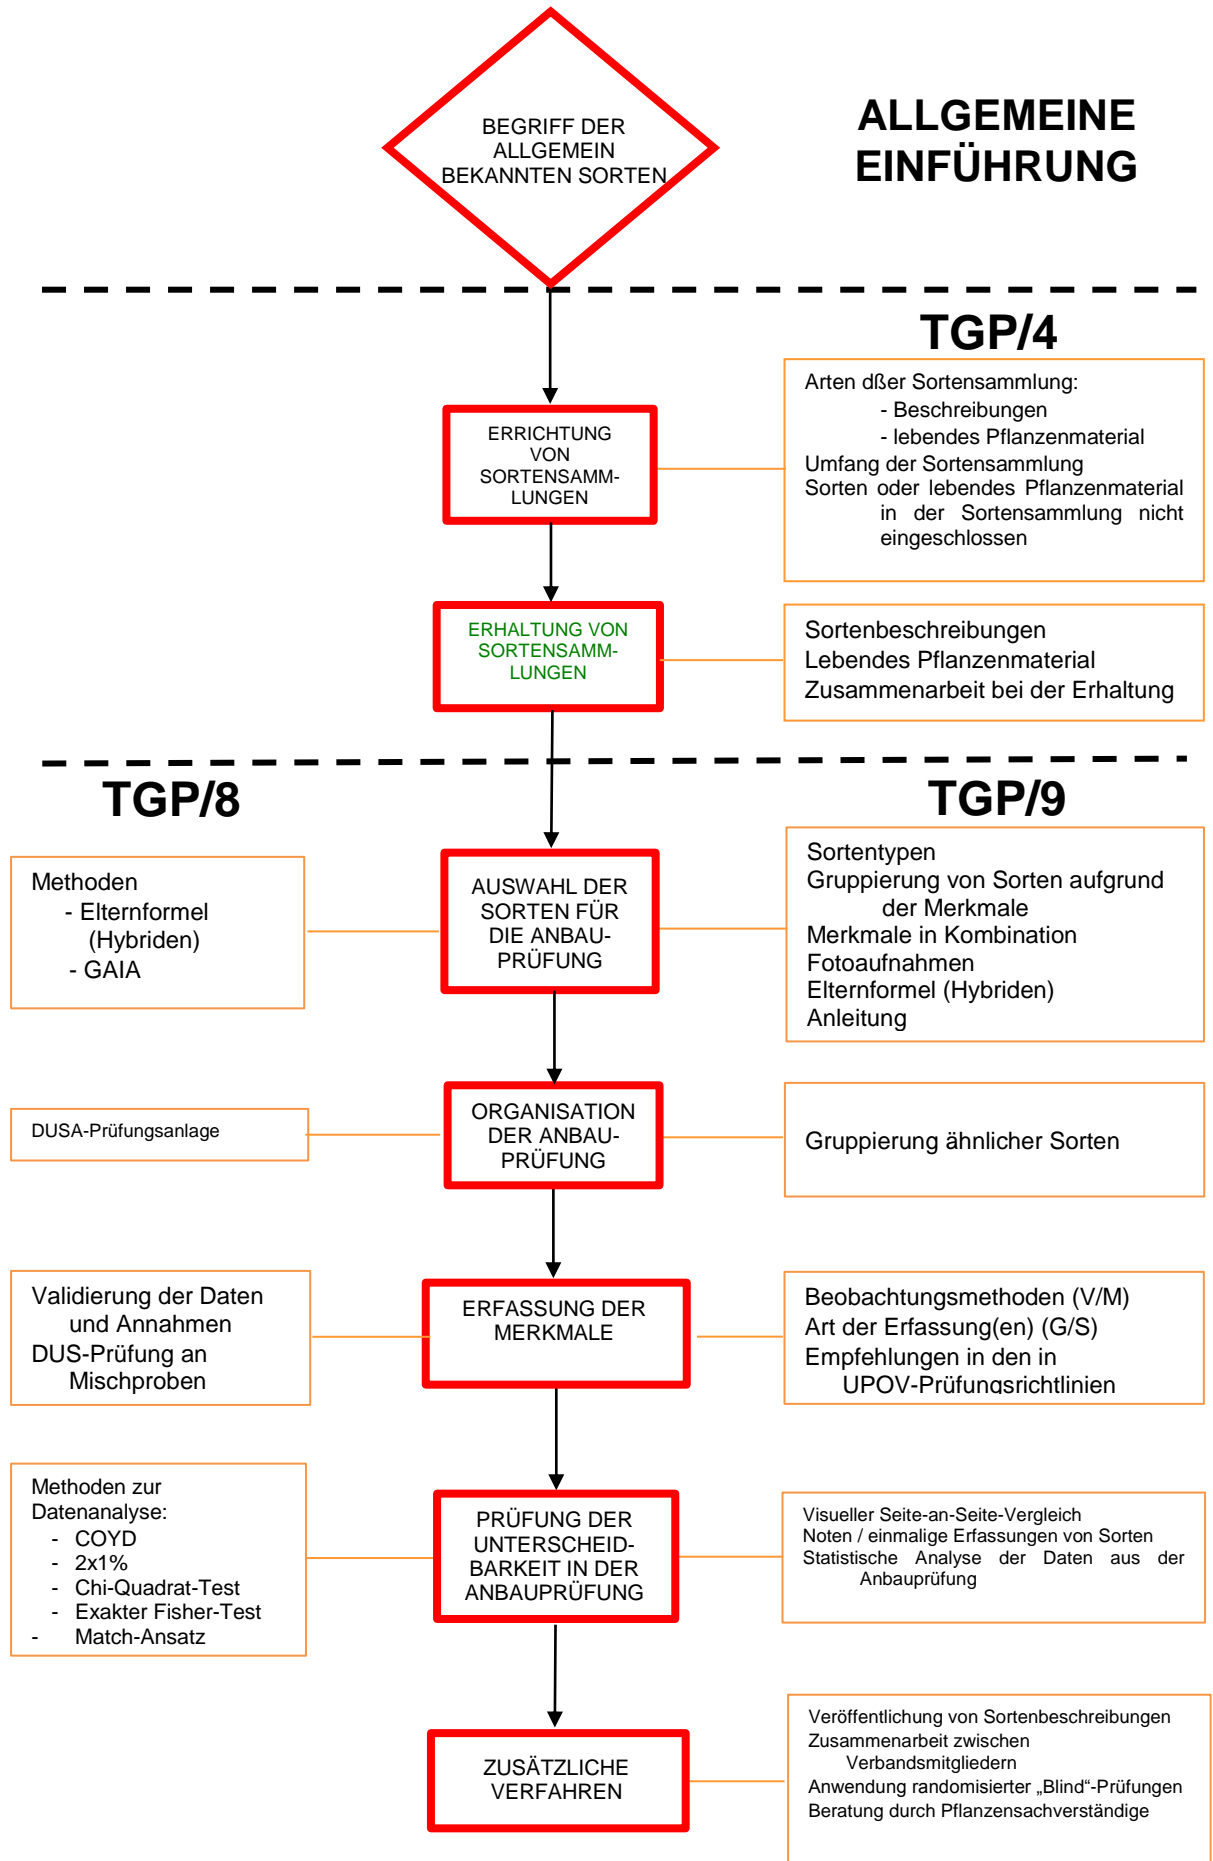 BEGRIFF DER
ALLGEMEIN
BEKANNTEN SORTEN
ALLGEMEINE
EINFÜHRUNG
TGP/4
ERRICHTUNG
VON
SORTENSAMM-
LUNGEN
Arten dßer Sortensammlung:
- Beschreibungen
- lebendes Pflanzenmaterial
Umfang der Sortensammlung
Sorten oder lebendes Pflanzenmaterial
in der Sortensammlung nicht
eingeschlossen
ERHALTUNG VON
SORTENSAMM-
LUNGEN
Sortenbeschreibungen
Lebendes Pflanzenmaterial
Zusammenarbeit bei der Erhaltung
TGP/8
TGP/9
Methoden
- Elternformel
(Hybriden)
- GAIA
AUSWAHL DER
SORTEN FÜR
DIE ANBAU-
PRÜFUNG
Sortentypen
Gruppierung von Sorten aufgrund
der Merkmale
Merkmale in Kombination
Fotoaufnahmen
Elternformel (Hybriden)
Anleitung
DUSA-Prüfungsanlage
ORGANISATION
DER ANBAU-
PRÜFUNG
Gruppierung ähnlicher Sorten
Validierung der Daten
und Annahmen
DUS-Prüfung an
Mischproben
ERFASSUNG DER
MERKMALE
Beobachtungsmethoden (V/M)
Art der Erfassung(en) (G/S)
Empfehlungen in den in
UPOV-Prüfungsrichtlinien
Methoden zur
Datenanalyse:
- COYD
- 2x1%
- Chi-Quadrat-Test
- Exakter Fisher-Test
- Match-Ansatz
PRÜFUNG DER
UNTERSCHEID-
BARKEIT IN DER
ANBAUPRÜFUNG
Visueller Seite-an-Seite-Vergleich
Noten / einmalige Erfassungen von Sorten
Statistische Analyse der Daten aus der
Anbauprüfung
ZUSÄTZLICHE
VERFAHREN
Veröffentlichung von Sortenbeschreibungen
Zusammenarbeit zwischen
Verbandsmitgliedern
Anwendung randomisierter „Blind“-Prüfungen
Beratung durch Pflanzensachverständige